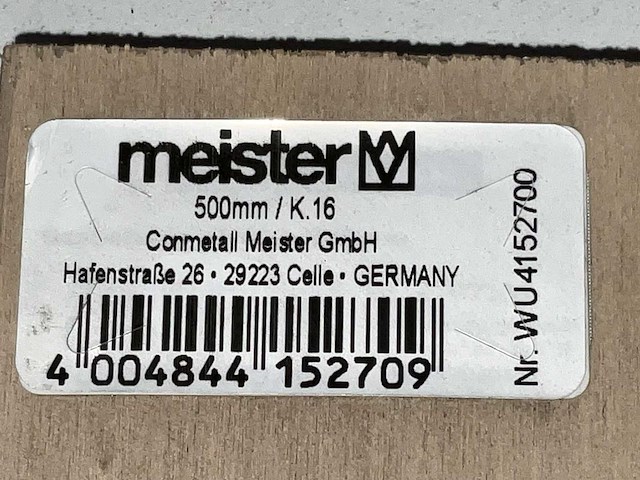 meister
500mm / K.16
Conmetall Meister GmbH
Hafenstraße 26 • 29223 Celle • GERMANY
4 004844 152709
Nr. WU4152700